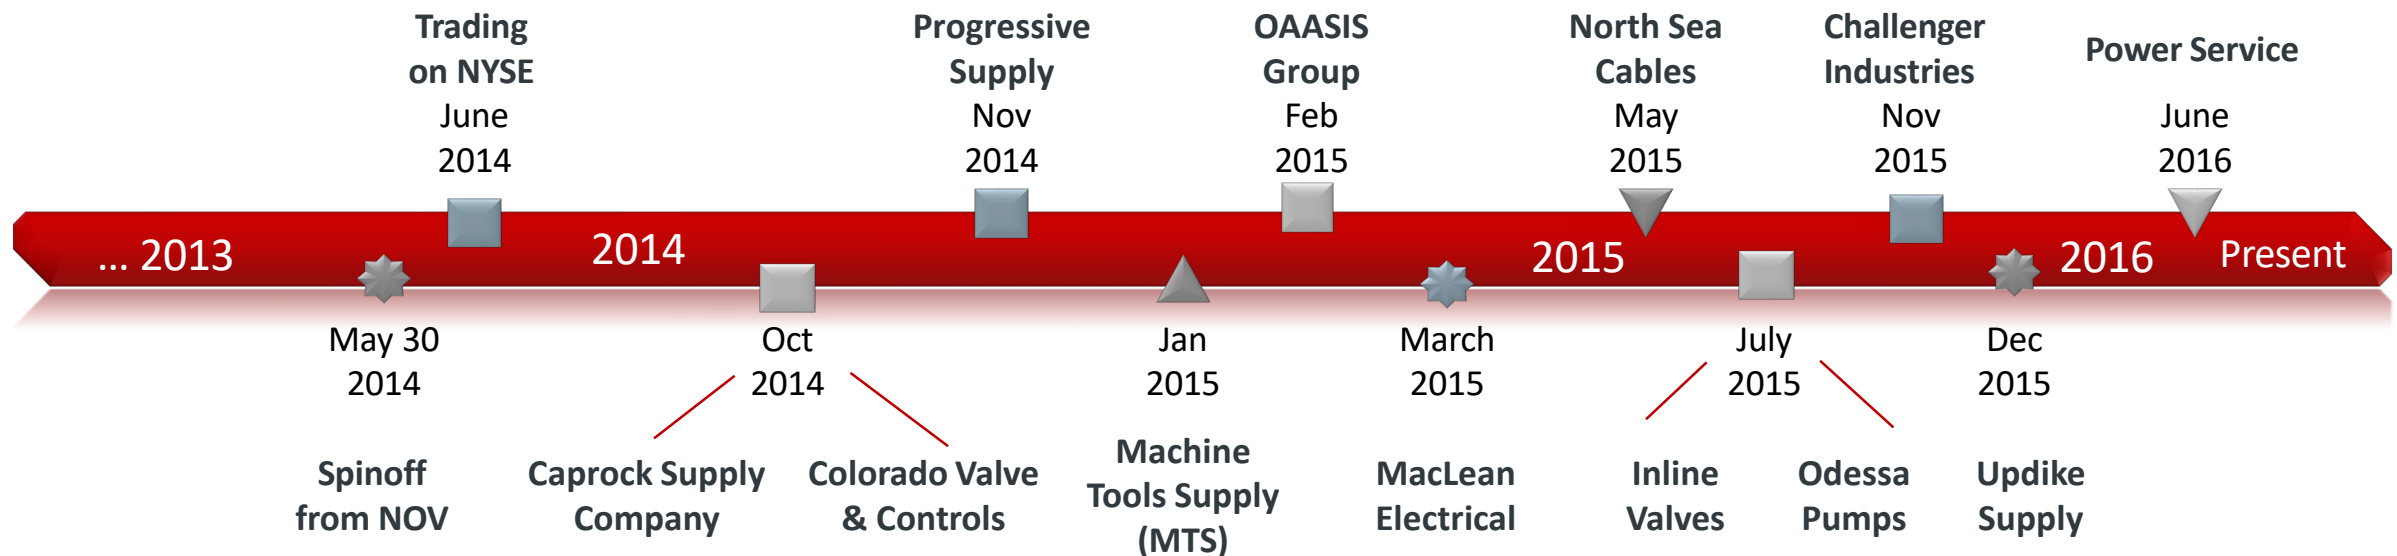 Trading
on NYSE
June
2014
Progressive
Supply
Nov
2014
OAASIS
Group
Feb
2015
North Sea
Cables
May
2015
Challenger
Industries
Nov
2015
Power Service
June
2016
... 2013
2014
2015
2016
Present
May 30
2014
Spinoff
from NOV
Oct
2014
Caprock Supply
Company
Colorado Valve
& Controls
Jan
2015
Machine
Tools Supply
(MTS)
March
2015
MacLean
Electrical
July
2015
Inline
Valves
Odessa
Pumps
Dec
2015
Updike
Supply